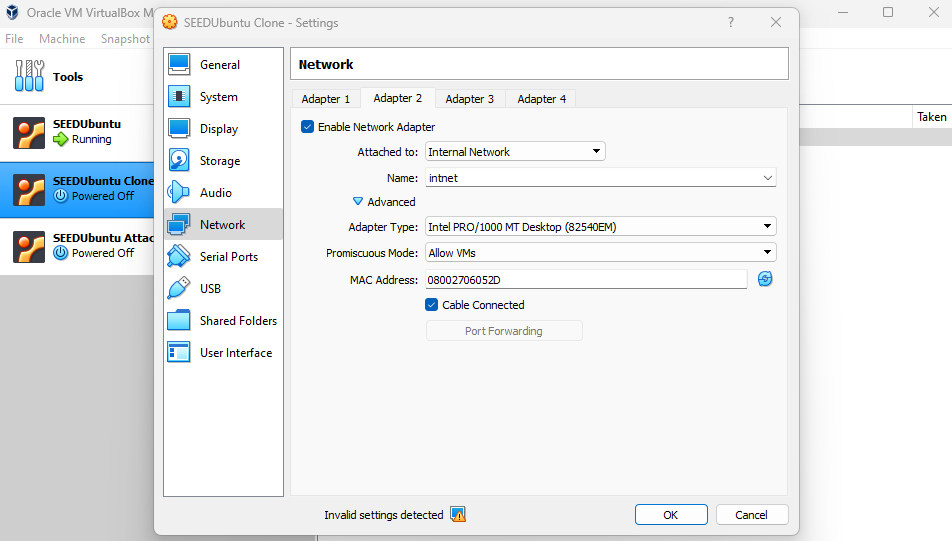 Oracle VM VirtualBox M
SEEDUbuntu Clone - Settings
?
File Machine Snapshot
Tools
SEEDUbuntu
Running
SEEDUbuntu Clone
Powered Off
SEEDUbuntu Attac
Powered Off
Taken
General
System
Display
Storage
Audio
Network
Serial Ports
USB
Shared Folders
User Interface
Network
Adapter 1 Adapter 2 Adapter 3 Adapter 4
Enable Network Adapter
Attached to: Internal Network
Name: intnet
Advanced
Adapter Type: Intel PRO/1000 MT Desktop (82540EM)
Promiscuous Mode: Allow VMs
MAC Address: 08002706052D
Cable Connected
Port Forwarding
Invalid settings detected
OK Cancel